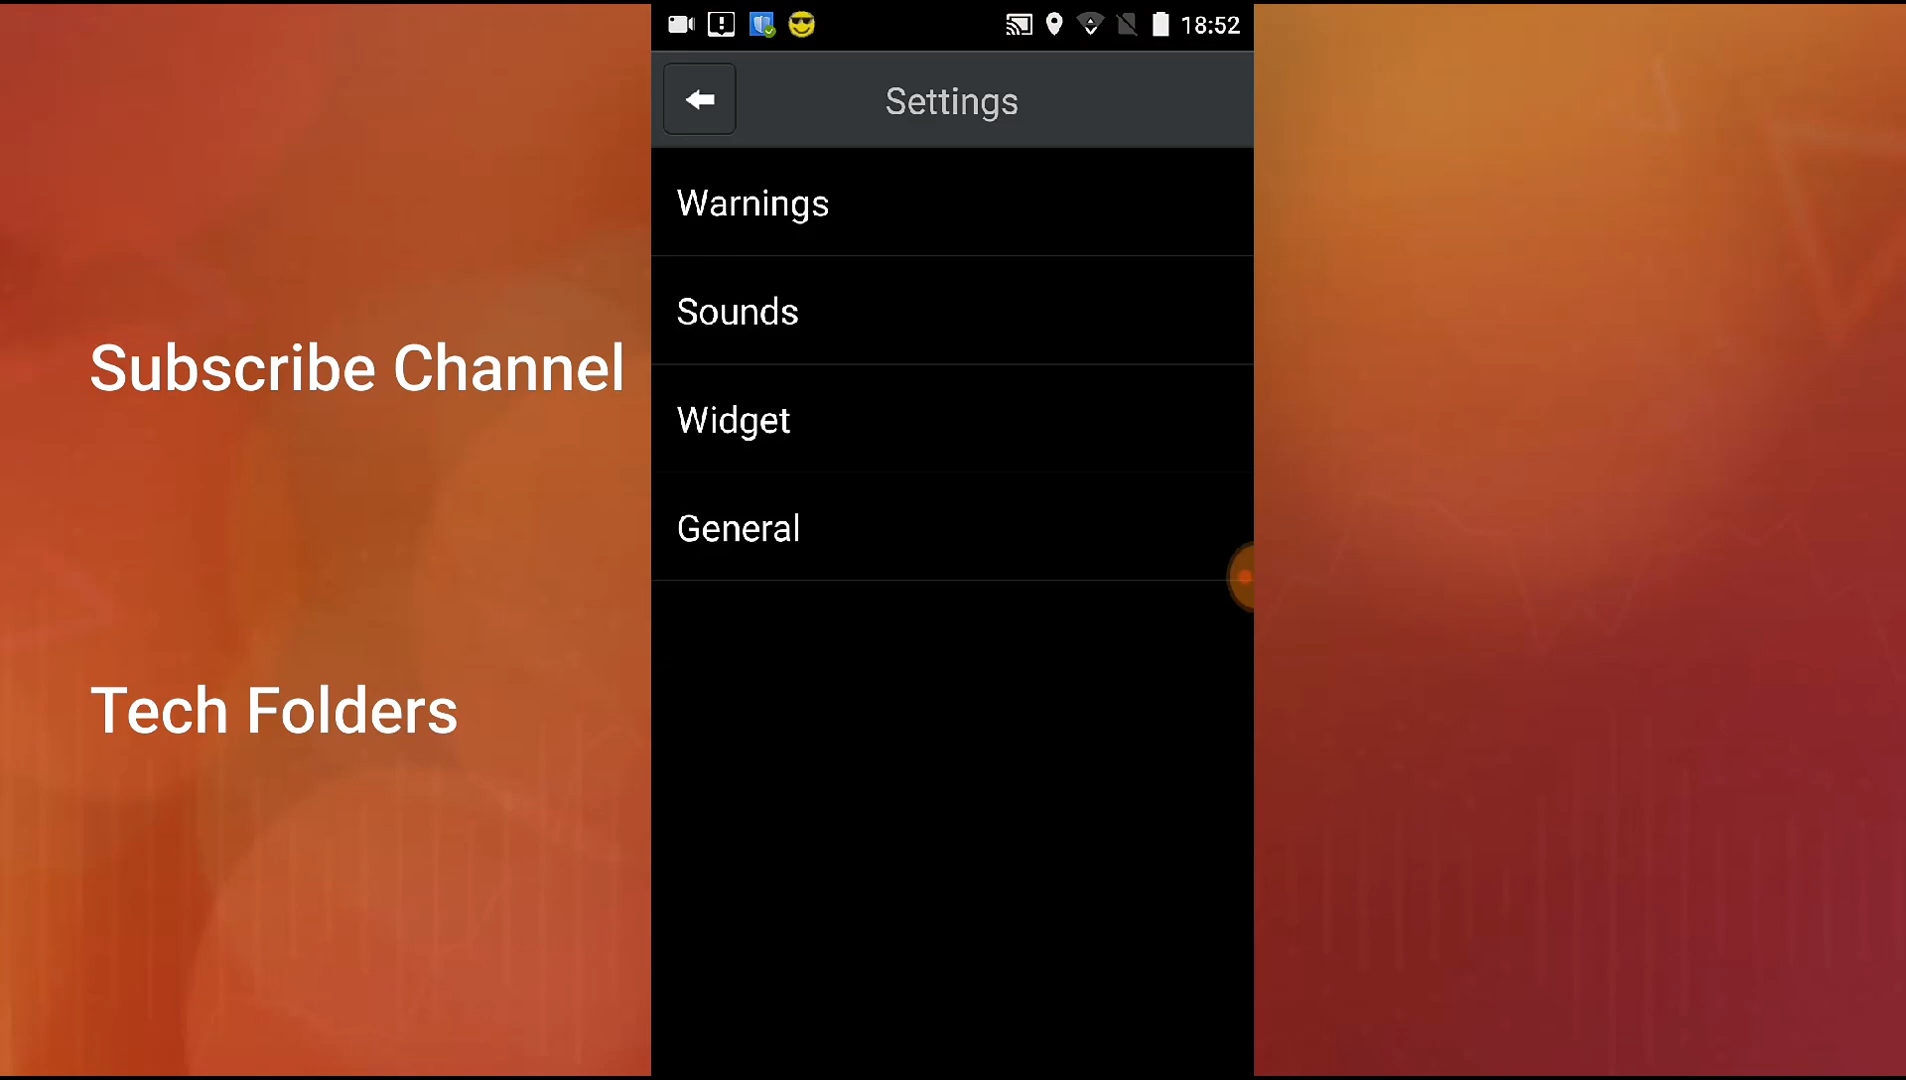 18:52
Settings
Warnings
Sounds
Subscribe Channel
Widget
General
Tech Folders